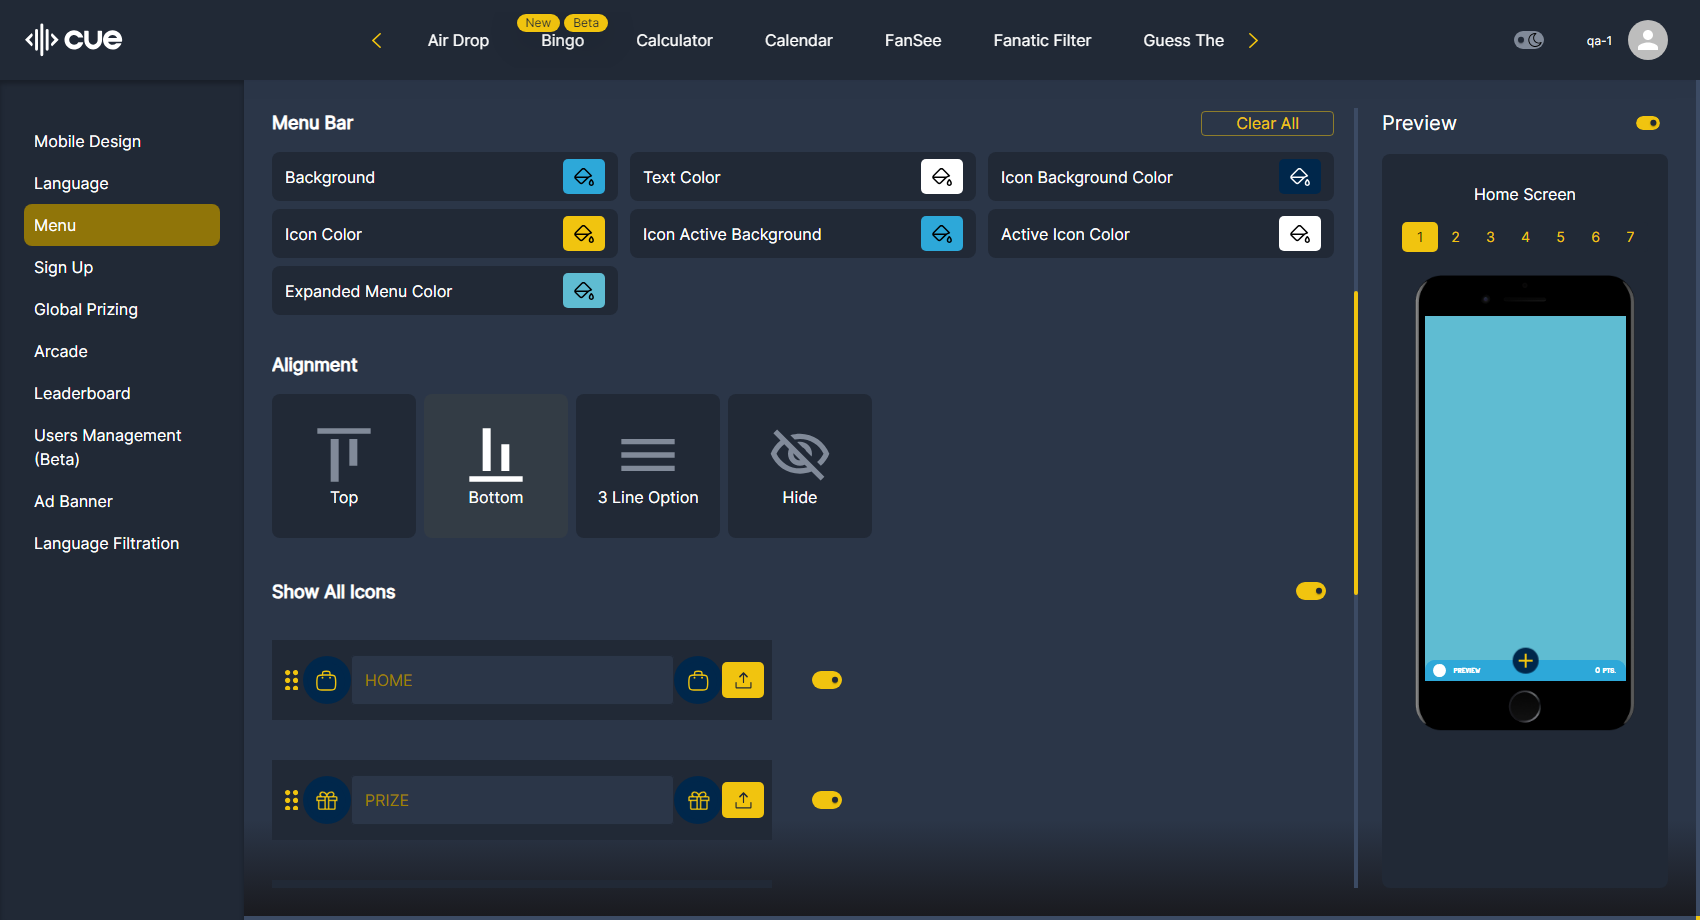 cue
New Beta
Air Drop Bingo Calculator Calendar FanSee Fanatic Filter Guess The
qa-1
Mobile Design
Language
Menu
Sign Up
Global Prizing
Arcade
Leaderboard
Users Management
(Beta)
Ad Banner
Language Filtration
Menu Bar
Clear All
Background Text Color Icon Background Color
Icon Color Icon Active Background Active Icon Color
Expanded Menu Color
Alignment
Top Bottom 3 Line Option Hide
Show All Icons
HOME
PRIZE
Preview
Home Screen
1 2 3 4 5 6 7
PREVIEW 0 PTS.